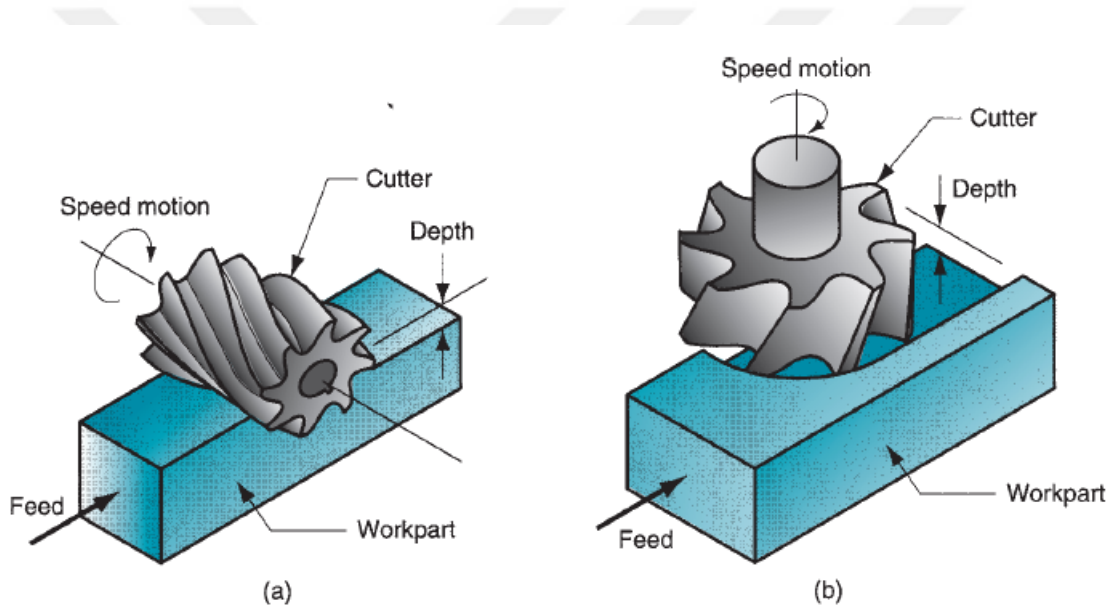 Speed motion
Cutter
Depth
Feed
Workpart
(a)
Speed motion
Cutter
Depth
Workpart
Feed
(b)